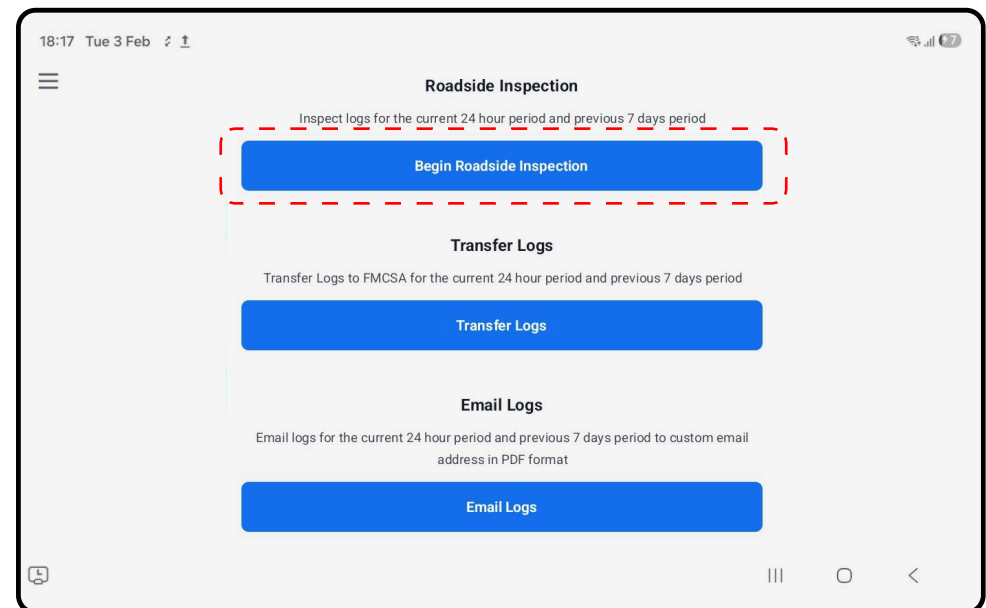 18:17 Tue 3 Feb
7
Roadside Inspection
Inspect logs for the current 24 hour period and previous 7 days period
Begin Roadside Inspection
Transfer Logs
Transfer Logs to FMCSA for the current 24 hour period and previous 7 days period
Transfer Logs
Email Logs
Email logs for the current 24 hour period and previous 7 days period to custom email
address in PDF format
Email Logs